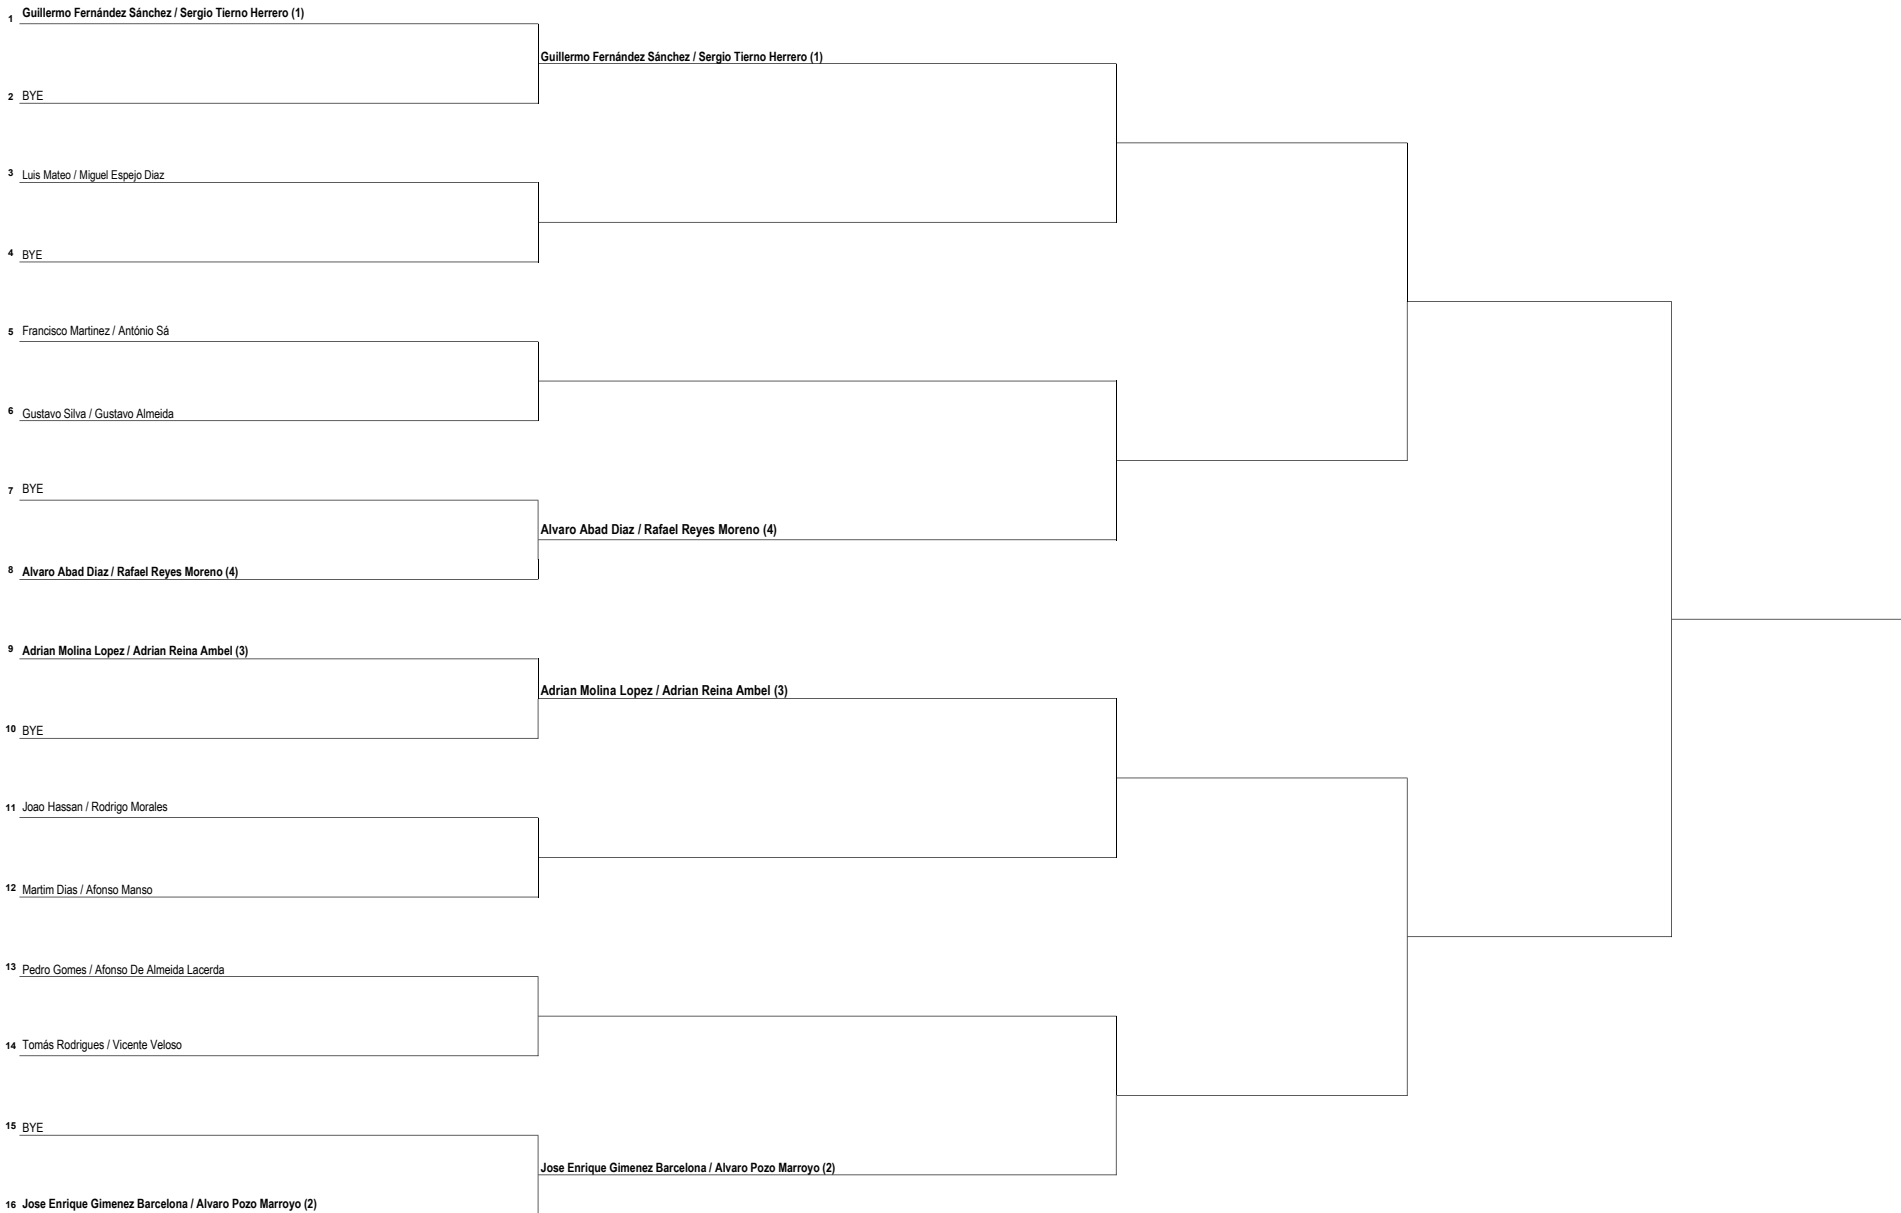 1 Guillermo Fernández Sánchez / Sergio Tierno Herrero (1)
Guillermo Fernández Sánchez / Sergio Tierno Herrero (1)
2 BYE
3 Luis Mateo / Miguel Espejo Diaz
4 BYE
5 Francisco Martinez / António Sá
6 Gustavo Silva / Gustavo Almeida
7 BYE
Alvaro Abad Diaz / Rafael Reyes Moreno (4)
8 Alvaro Abad Diaz / Rafael Reyes Moreno (4)
9 Adrian Molina Lopez / Adrian Reina Ambel (3)
Adrian Molina Lopez / Adrian Reina Ambel (3)
10 BYE
11 Joao Hassan / Rodrigo Morales
12 Martim Dias / Afonso Manso
13 Pedro Gomes / Afonso De Almeida Lacerda
14 Tomás Rodrigues / Vicente Veloso
15 BYE
Jose Enrique Gimenez Barcelona / Alvaro Pozo Marroyo (2)
16 Jose Enrique Gimenez Barcelona / Alvaro Pozo Marroyo (2)